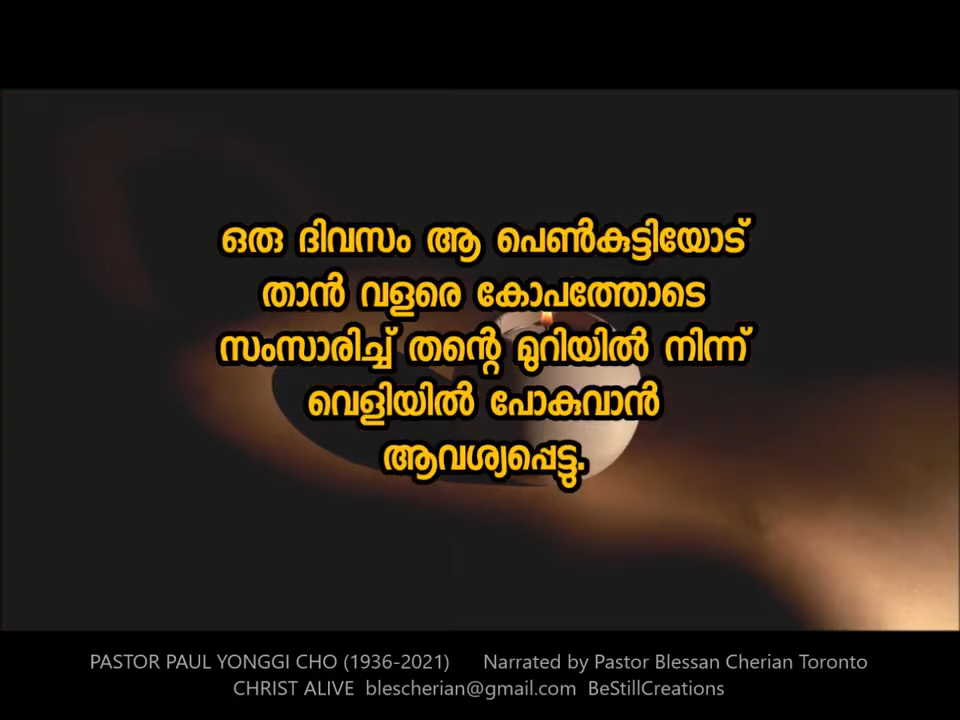 ഒരു ദിവസം ആ പെൺകുട്ടിയോട്
താൻ വളരെ കോപത്തോടെ
സംസാരിച്ച് തന്റെ മുറിയിൽ നിന്ന്
വെളിയിൽ പോകുവാൻ
ആവശ്യപ്പെട്ടു.
PASTOR PAUL YONGGI CHO (1936-2021) Narrated by Pastor Blessan Cherian Toronto
CHRIST ALIVE blescherian@gmail.com BeStillCreations